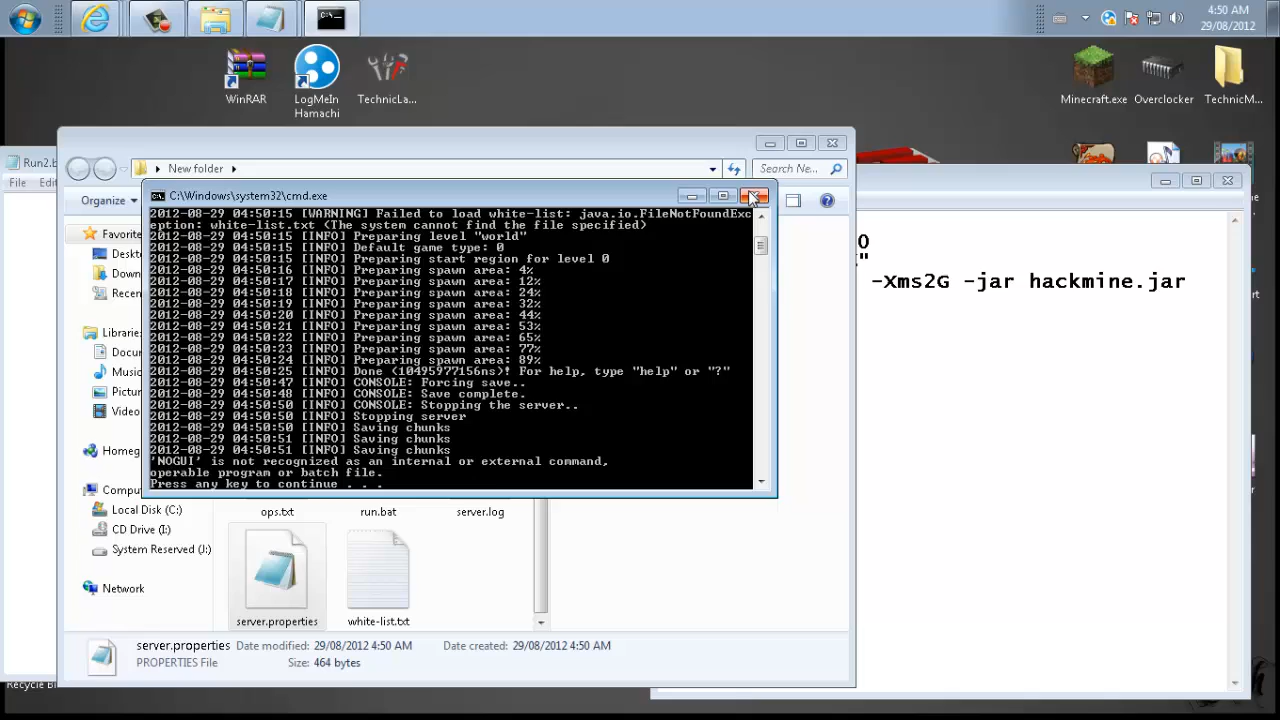 4:50 AM
29/08/2012
WinRAR
LogMeIn
Hamachi
TechnicLa...
Minecraft.exe
Overclocker
TechnicM...
Run2.b
File
Edi
New folder
Search Ne...
Organize
C:\Windows\system32\cmd.exe
2012-08-29 04:50:15 [WARNING] Failed to load white-list: java.io.FileNotFoundExc
eption: white-list.txt (The system cannot find the file specified)
2012-08-29 04:50:15 [INFO] Preparing level "world"
2012-08-29 04:50:15 [INFO] Default game type: 0
2012-08-29 04:50:15 [INFO] Preparing start region for level 0
2012-08-29 04:50:16 [INFO] Preparing spawn area: 4%
2012-08-29 04:50:17 [INFO] Preparing spawn area: 12%
2012-08-29 04:50:18 [INFO] Preparing spawn area: 24%
2012-08-29 04:50:19 [INFO] Preparing spawn area: 32%
2012-08-29 04:50:20 [INFO] Preparing spawn area: 44%
2012-08-29 04:50:21 [INFO] Preparing spawn area: 53%
2012-08-29 04:50:22 [INFO] Preparing spawn area: 65%
2012-08-29 04:50:23 [INFO] Preparing spawn area: 77%
2012-08-29 04:50:24 [INFO] Preparing spawn area: 89%
2012-08-29 04:50:25 [INFO] Done (10495977156ns)! For help, type "help" or "?"
2012-08-29 04:50:47 [INFO] CONSOLE: Forcing save..
2012-08-29 04:50:48 [INFO] CONSOLE: Save complete.
2012-08-29 04:50:50 [INFO] CONSOLE: Stopping the server..
2012-08-29 04:50:50 [INFO] Stopping server
2012-08-29 04:50:50 [INFO] Saving chunks
2012-08-29 04:50:51 [INFO] Saving chunks
2012-08-29 04:50:51 [INFO] Saving chunks
'NOGUI' is not recognized as an internal or external command,
operable program or batch file.
Press any key to continue . . .
O
"
-Xms2G -jar hackmine.jar
Favorite
Deskt
Down
Recen
Librarie
Docu
Music
Pictur
Video
Homeg
Comput
Local Disk (C:)
CD Drive (I:)
System Reserved (J:)
Network
ops.txt
run.bat
server.log
server.properties
white-list.txt
server.properties Date modified: 29/08/2012 4:50 AM Date created: 29/08/2012 4:50 AM
PROPERTIES File Size: 464 bytes
Recycle Bi